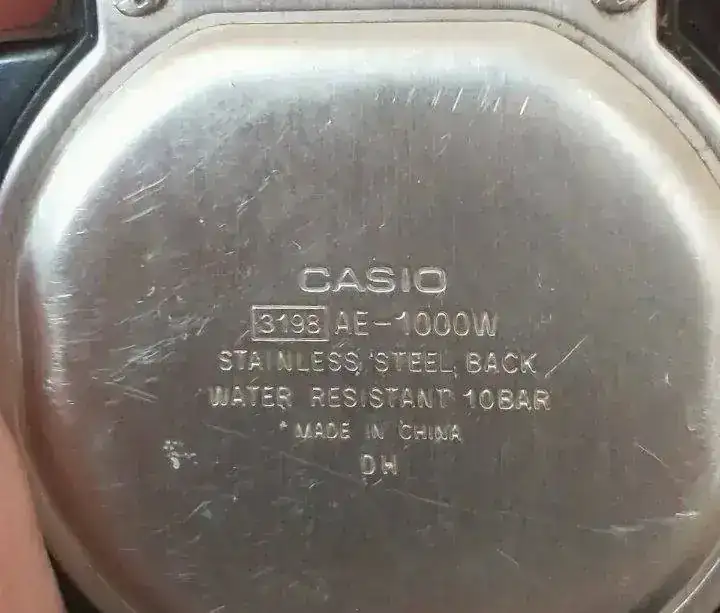 CASIO
3198 AE-1000W
STAINLESS STEEL BACK
WATER RESISTANT 10BAR
* MADE IN CHINA
DH